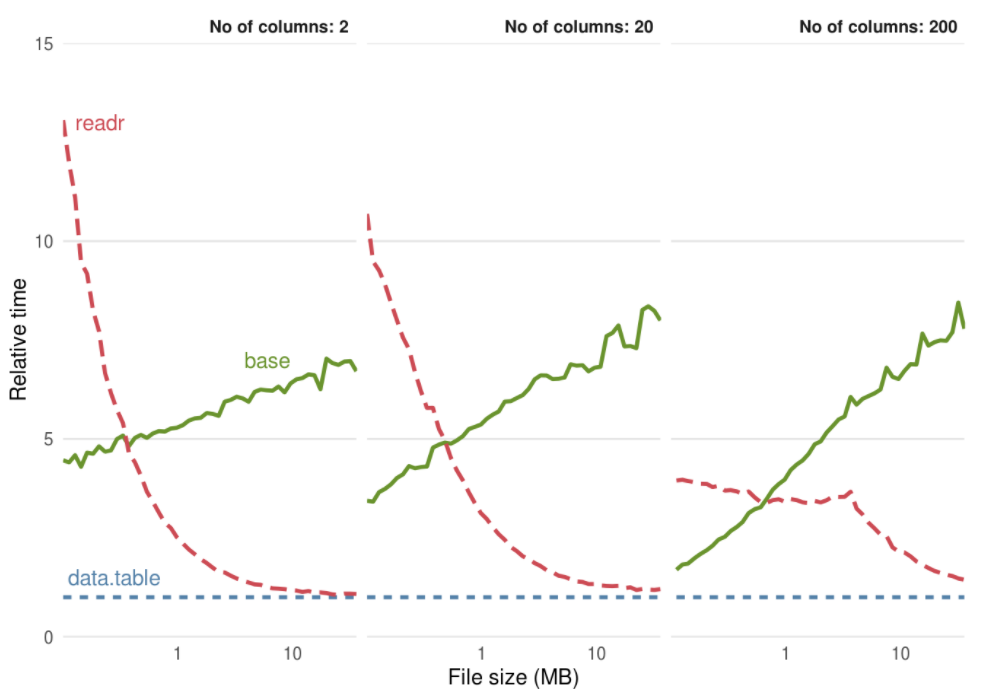 No of columns: 2
No of columns: 20
No of columns: 200
15
readr
10
Relative time
base
5
data.table
0
1
10
1
10
1
10
File size (MB)